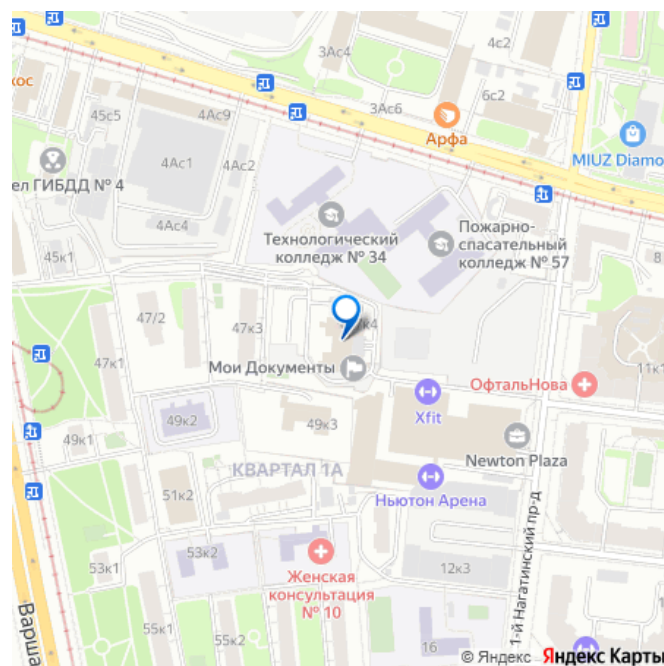 3Ас4
4с2
кос
45с5
4Ас9
3Ас6
6с2
Арфа
MIUZ Diamo
4Ас1
4Ас2
ел ГИБДД № 4
4Ас4
Технологический
колледж № 34
Пожарно-
спасательный
колледж № 57
45к1
8
47/2
47к3
к4
47к1
Мои Документы
ОфтальНова
11к1
Xfit
49к2
49к3
49к1
Newton Plaza
КВАРТАЛ 1А
Ньютон Арена
51к2
1-й Нагатинский пр-д
53к2
53к1
Женская
консультация
№ 10
12к3
Варша
55к1
55к2
16
© Яндекс Яндекс Карты